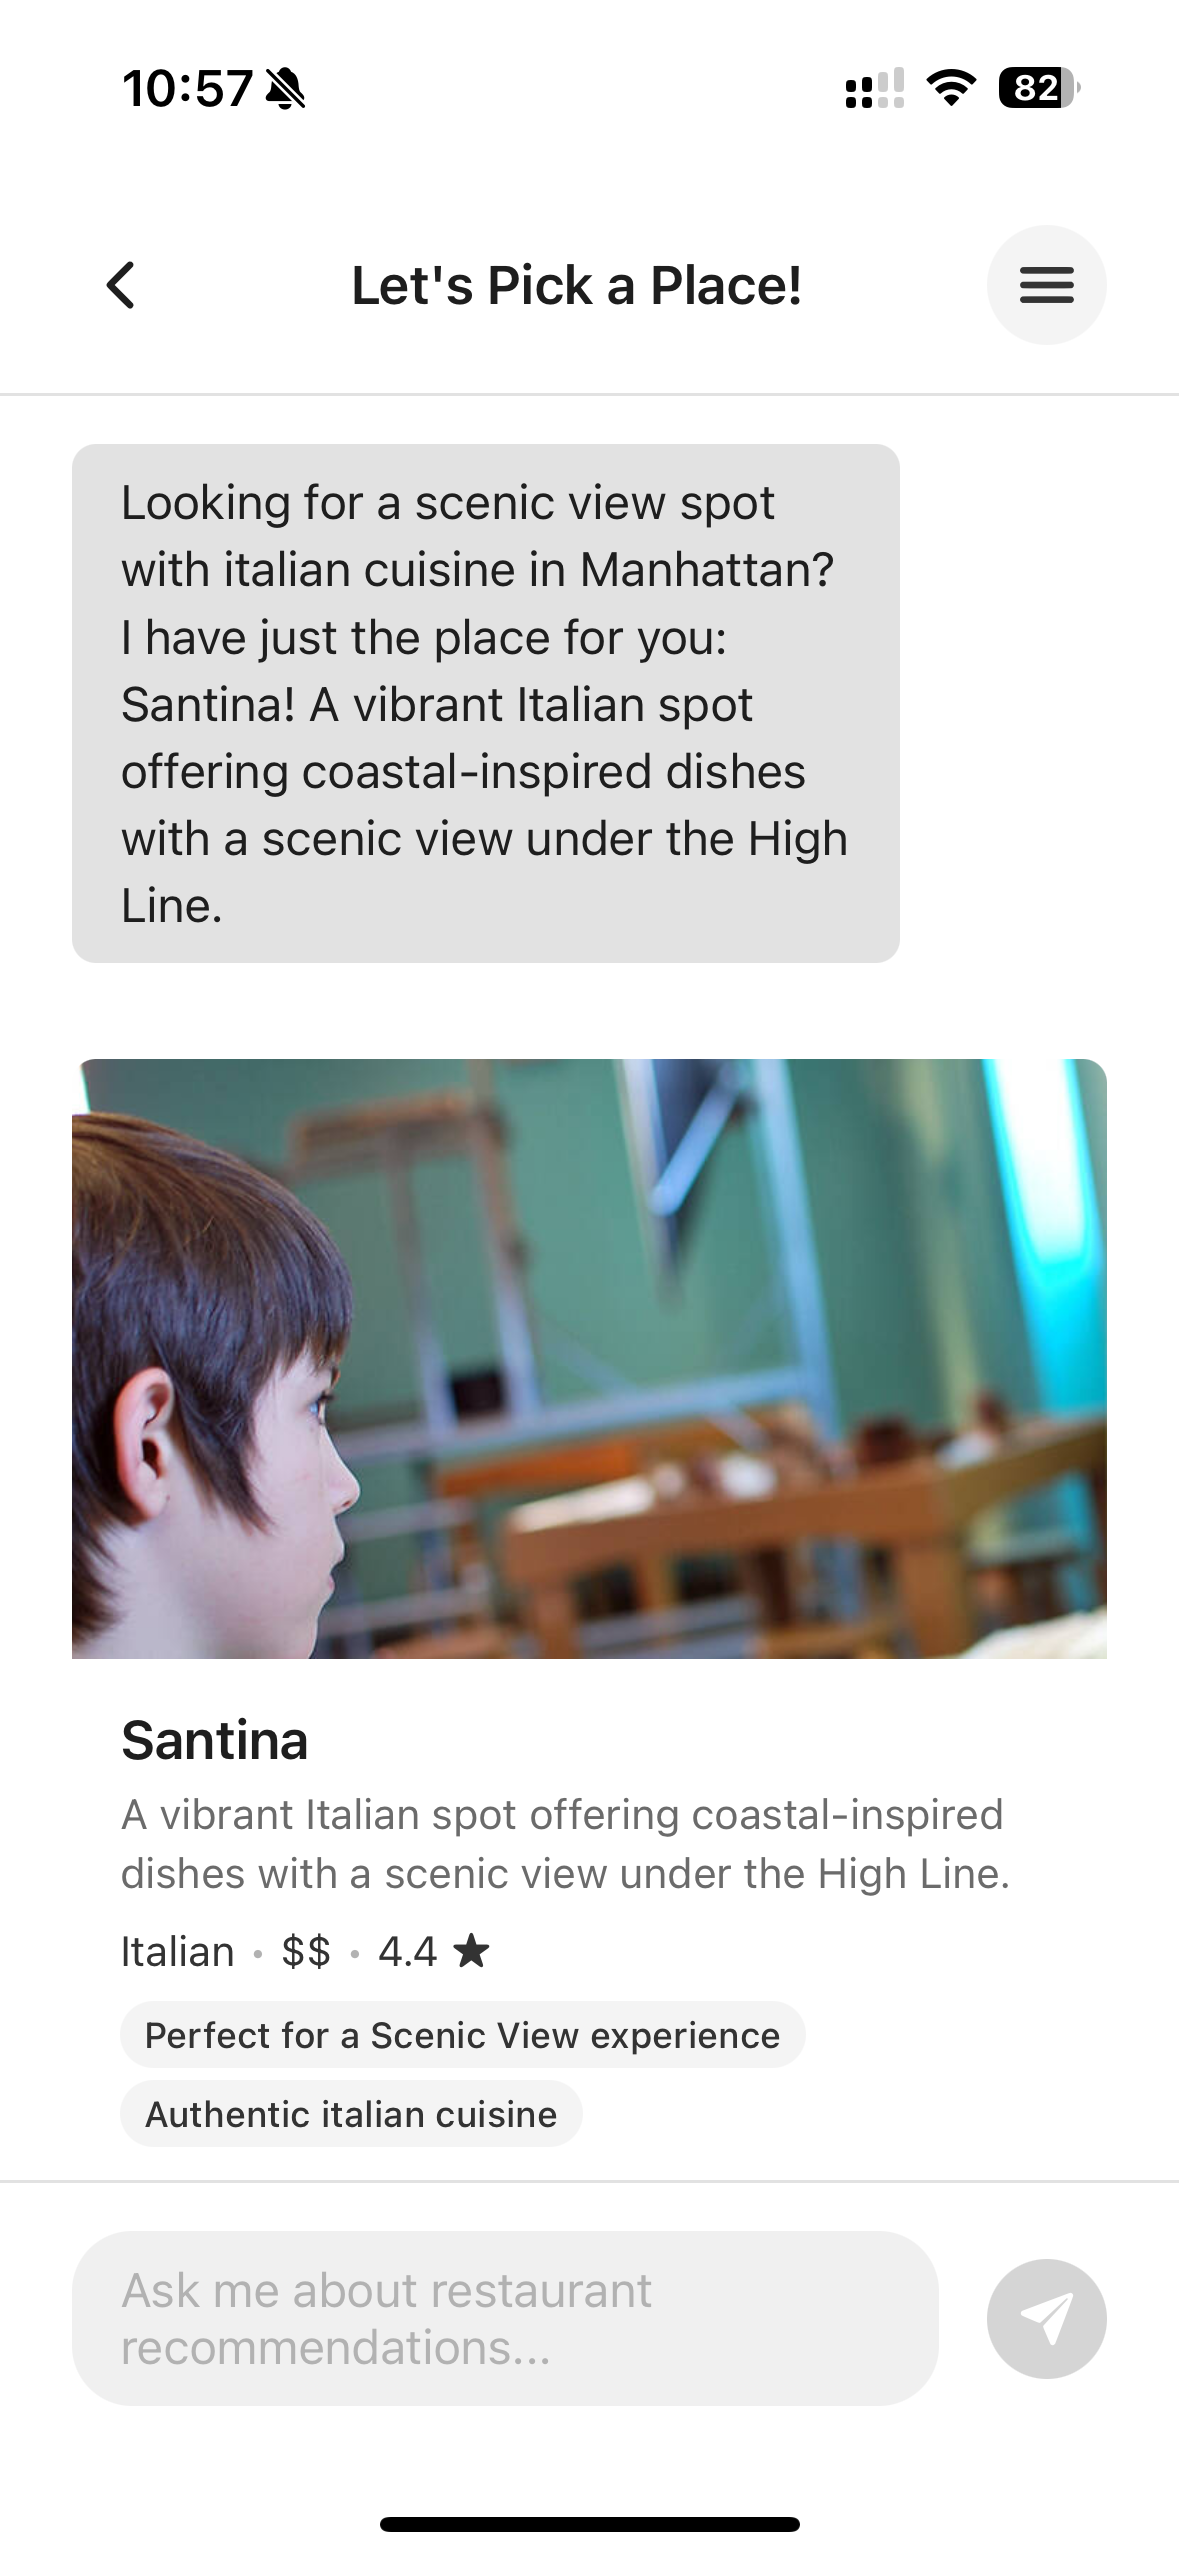 10:57
82
Let's Pick a Place!
Looking for a scenic view spot
with italian cuisine in Manhattan?
I have just the place for you:
Santina! A vibrant Italian spot
offering coastal-inspired dishes
with a scenic view under the High
Line.
Santina
A vibrant Italian spot offering coastal-inspired
dishes with a scenic view under the High Line.
Italian • $$ • 4.4 ★
Perfect for a Scenic View experience
Authentic italian cuisine
Ask me about restaurant
recommendations...